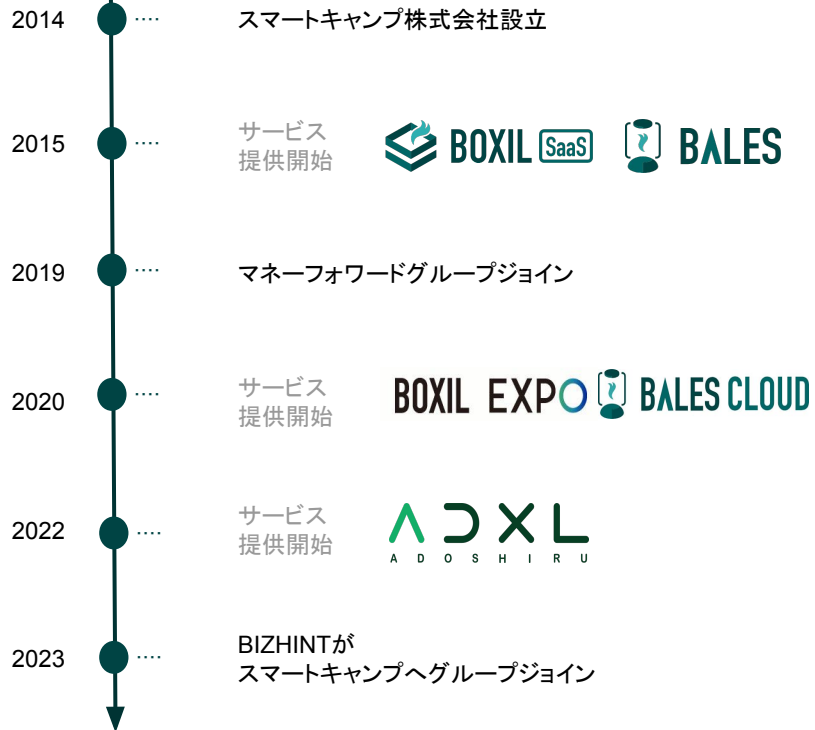 2014 スマートキャンプ株式会社設立
2015 サービス
提供開始 BOXIL SaaS BALES
2019 マネーフォワードグループジョイン
2020 サービス
提供開始 BOXIL EXPO BALES CLOUD
2022 サービス
提供開始 ADXL
ADOSHIRU
2023 BIZHINTが
スマートキャンプへグループジョイン